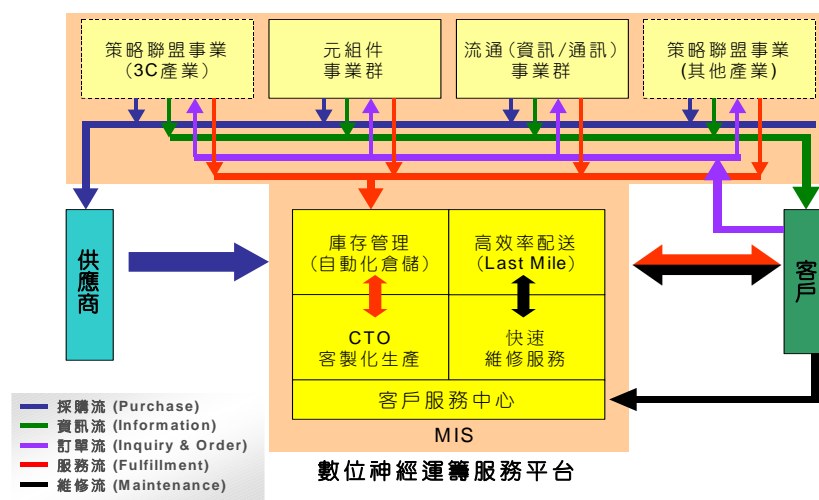 策略聯盟事業
(3C產業)
元組件
事業群
流通(資訊/通訊)
事業群
策略聯盟事業
(其他產業)
供應商
庫存管理
(自動化倉儲)
高效率配送
(Last Mile)
CTO
客製化生產
快速
維修服務
客戶服務中心
MIS
數位神經運籌服務平台
客戶
採購流 (Purchase)
資訊流 (Information)
訂單流 (Inquiry & Order)
服務流 (Fulfillment)
維修流 (Maintenance)